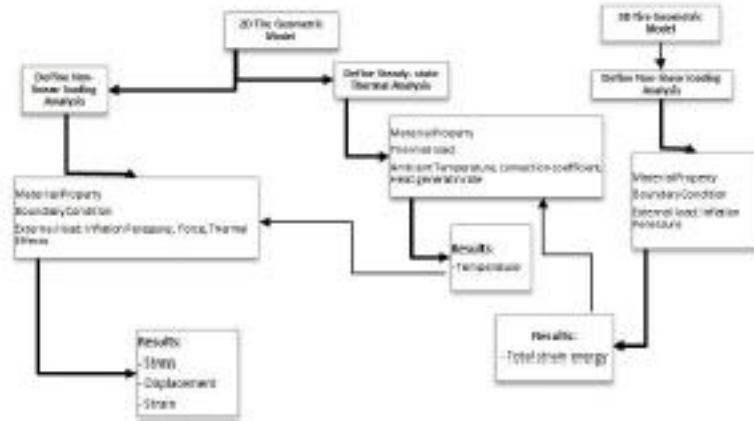 2D Tire Geometric
Model
3D Tire Geometric
Model
Define Non-
linear loading
Analysis
Define Steady-state
Thermal Analysis
Define Non-linear loading
Analysis
Material Property
Thermal load
Ambient Temperature, convection coefficient,
Heat generation rate
Material Property
Boundary Condition
External load: Inflation Force, Thermal
Effects
Material Property
Boundary Condition
External load: Inflation
Pressure
Results:
- Temperature
Results:
- Total strain energy
Results:
- Stress
- Displacement
- Strain